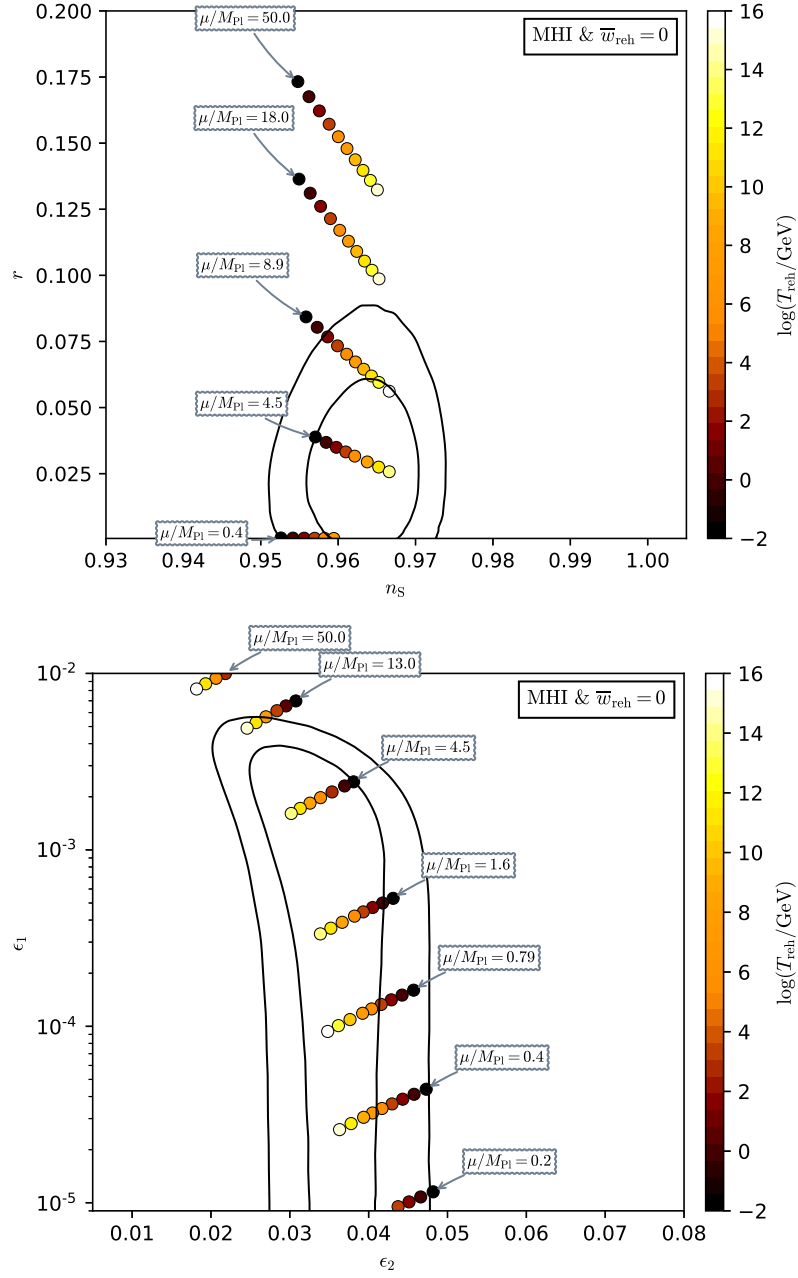 MHI & w̅_reh = 0
μ/M_Pl = 50.0
μ/M_Pl = 18.0
μ/M_Pl = 8.9
μ/M_Pl = 4.5
μ/M_Pl = 0.4
0.200
0.175
0.150
0.125
0.100
0.075
0.050
0.025
r
0.93 0.94 0.95 0.96 0.97 0.98 0.99 1.00
n_S
16
14
12
10
8
6
4
2
0
−2
log(T_reh/GeV)
MHI & w̅_reh = 0
μ/M_Pl = 50.0
μ/M_Pl = 13.0
μ/M_Pl = 4.5
μ/M_Pl = 1.6
μ/M_Pl = 0.79
μ/M_Pl = 0.4
μ/M_Pl = 0.2
10^-2
10^-3
10^-4
10^-5
ϵ_1
0.01 0.02 0.03 0.04 0.05 0.06 0.07 0.08
ϵ_2
16
14
12
10
8
6
4
2
0
−2
log(T_reh/GeV)